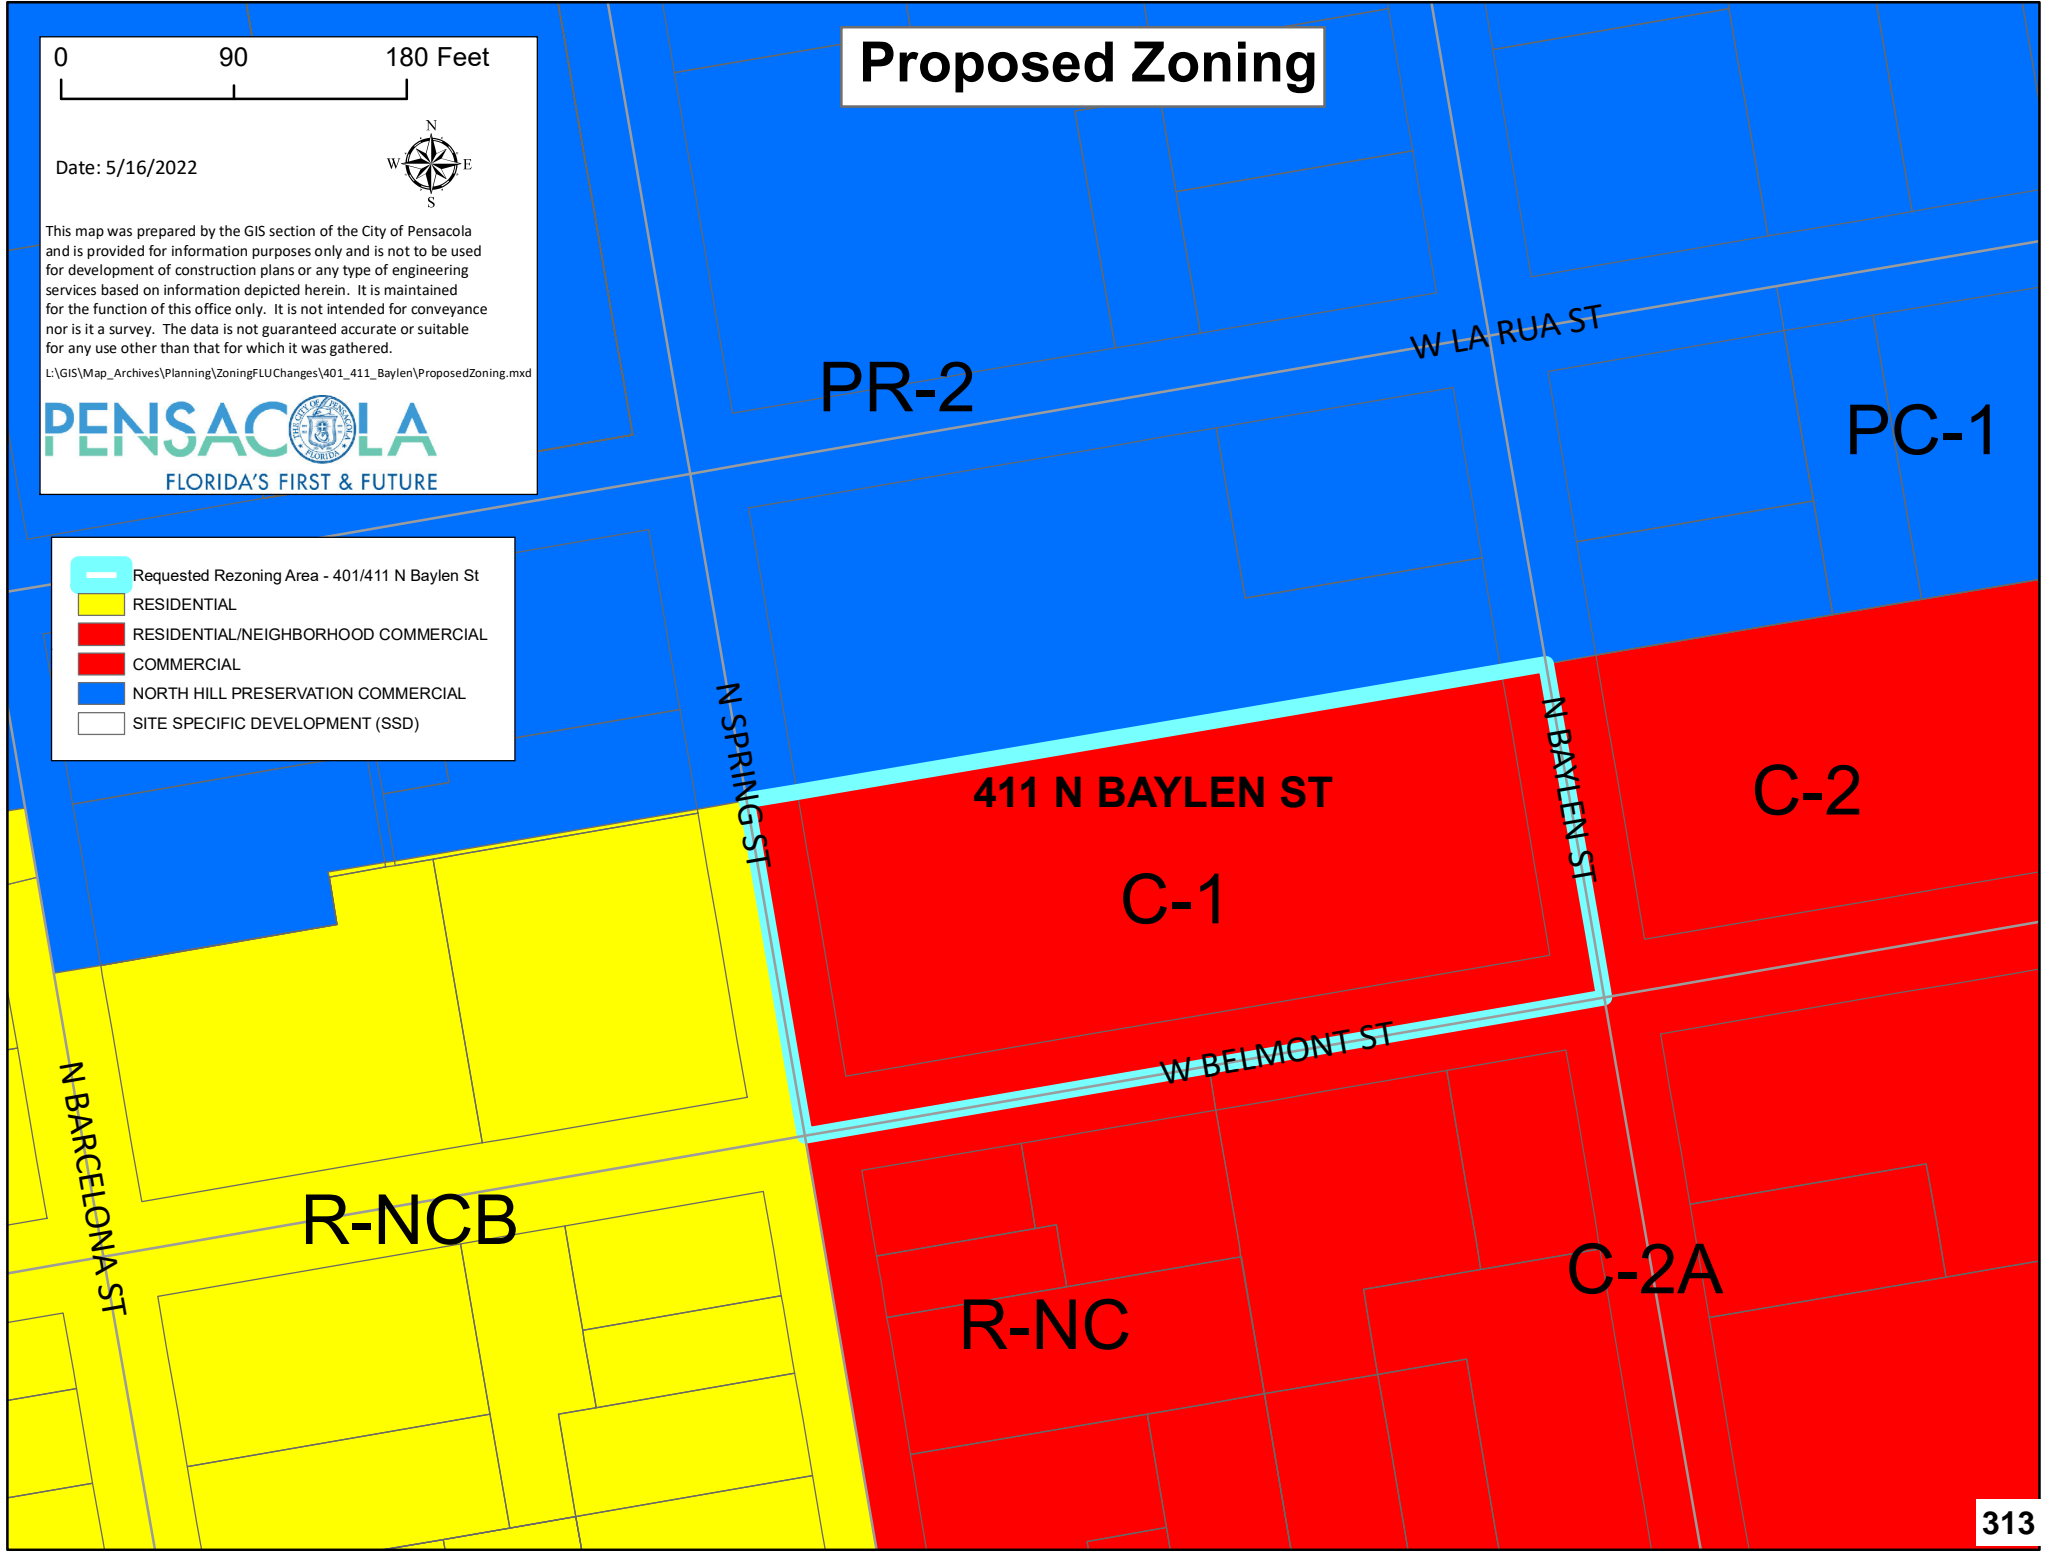 Proposed Zoning
0 90 180 Feet
N
W E
S
Date: 5/16/2022
This map was prepared by the GIS section of the City of Pensacola
and is provided for information purposes only and is not to be used
for development of construction plans or any type of engineering
services based on information depicted herein. It is maintained
for the function of this office only. It is not intended for conveyance
nor is it a survey. The data is not guaranteed accurate or suitable
for any use other than that for which it was gathered.
L:\GIS\Map_Archives\Planning\ZoningFLUChanges\401_411_Baylen\ProposedZoning.mxd
PENSACOLA
THE CITY OF PENSACOLA
FLORIDA
FLORIDA'S FIRST & FUTURE
Requested Rezoning Area - 401/411 N Baylen St
RESIDENTIAL
RESIDENTIAL/NEIGHBORHOOD COMMERCIAL
COMMERCIAL
NORTH HILL PRESERVATION COMMERCIAL
SITE SPECIFIC DEVELOPMENT (SSD)
W LA RUA ST
PR-2
PC-1
N SPRING ST
N BAYLEN ST
411 N BAYLEN ST
C-2
C-1
W BELMONT ST
N BARCELONA ST
R-NCB
C-2A
R-NC
313